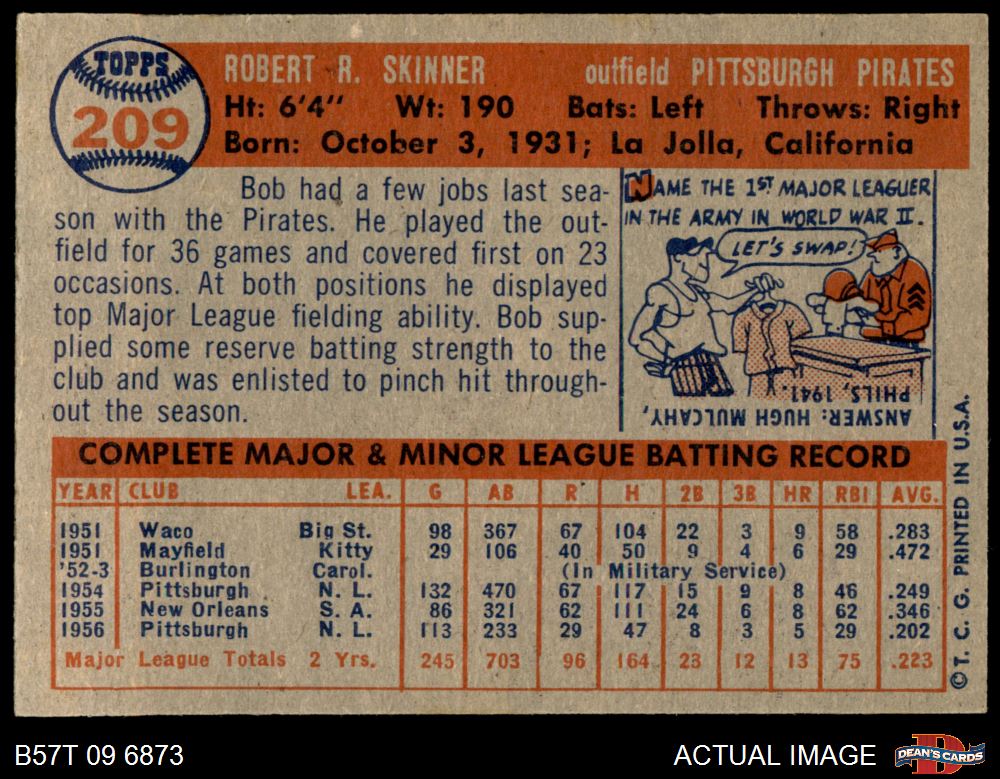 TOPPS
209
ROBERT R. SKINNER outfield PITTSBURGH PIRATES
Ht: 6'4" Wt: 190 Bats: Left Throws: Right
Born: October 3, 1931; La Jolla, California
Bob had a few jobs last sea-
son with the Pirates. He played the out-
field for 36 games and covered first on 23
occasions. At both positions he displayed
top Major League fielding ability. Bob sup-
plied some reserve batting strength to the
club and was enlisted to pinch hit through-
out the season.
NAME THE 1ST MAJOR LEAGUER
IN THE ARMY IN WORLD WAR II.
LET'S SWAP!
ANSWER: HUGH MULCAHY,
PHILS, 1941.
COMPLETE MAJOR & MINOR LEAGUE BATTING RECORD
YEAR CLUB LEA. G AB R H 2B 3B HR RBI AVG.
1951 Waco Big St. 98 367 67 104 22 3 9 58 .283
1951 Mayfield Kitty 29 106 40 50 9 4 6 29 .472
'52-3 Burlington Carol. (In Military Service)
1954 Pittsburgh N. L. 132 470 67 117 15 9 8 46 .249
1955 New Orleans S. A. 86 321 62 111 24 6 8 62 .346
1956 Pittsburgh N. L. 113 233 29 47 8 3 5 29 .202
Major League Totals 2 Yrs. 245 703 96 164 23 12 13 75 .223
©T. C. G. PRINTED IN U.S.A.
B57T 09 6873
ACTUAL IMAGE
D
DEAN'S CARDS